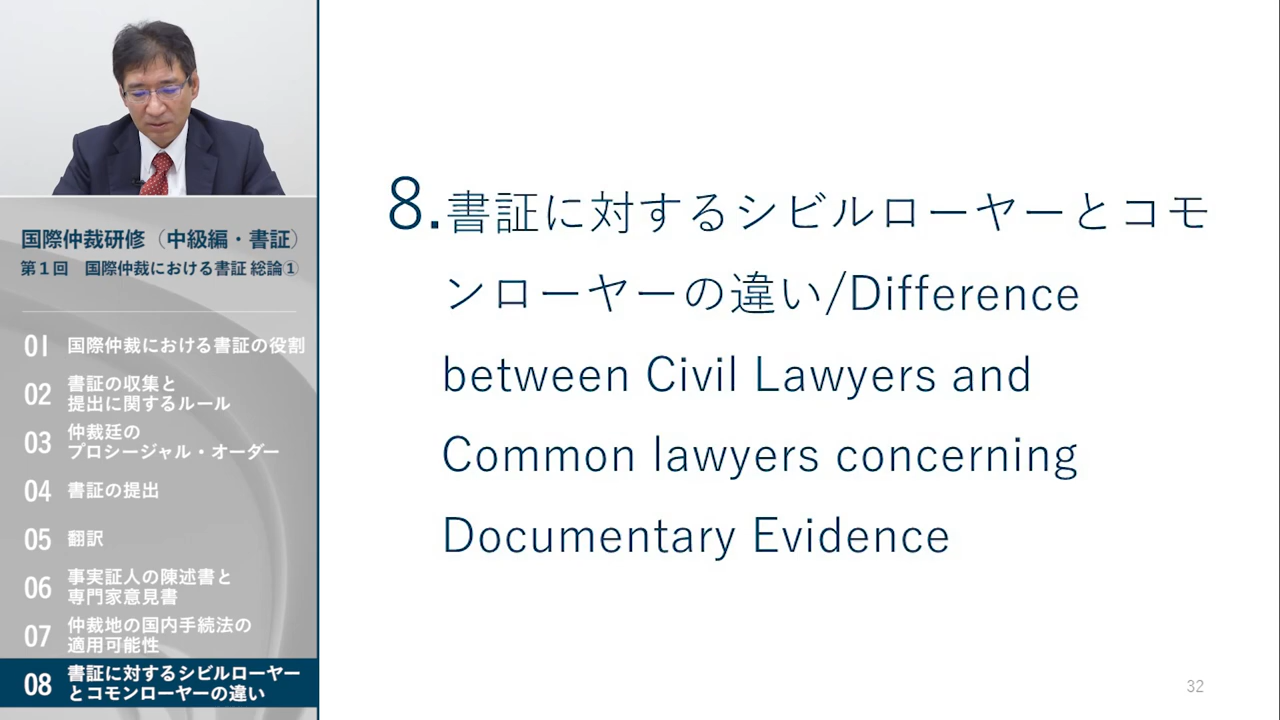 国際仲裁研修（中級編・書証）
第１回　国際仲裁における書証 総論①
01 国際仲裁における書証の役割
02 書証の収集と
提出に関するルール
03 仲裁廷の
プロシージャル・オーダー
04 書証の提出
05 翻訳
06 事実証人の陳述書と
専門家意見書
07 仲裁地の国内手続法の
適用可能性
08 書証に対するシビルローヤー
とコモンローヤーの違い
8.書証に対するシビルローヤーとコモ
ンローヤーの違い/Difference
between Civil Lawyers and
Common lawyers concerning
Documentary Evidence
32